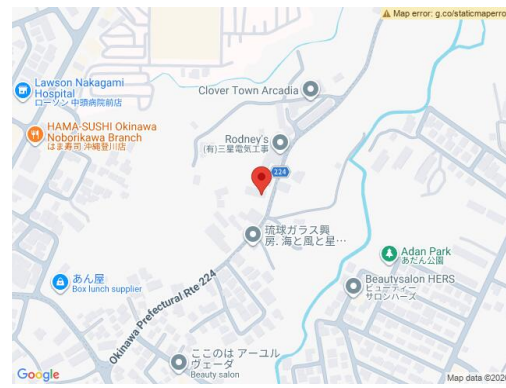 Map error: g.co/staticmaperro
Clover Town Arcadia
Lawson Nakagami
Hospital
ローソン 中頭病院前店
HAMA-SUSHI Okinawa
Noborikawa Branch
はま寿司 沖縄登川店
Rodney's
(有)三星電気工事
224
琉球ガラス興
房. 海と風と星…
Adan Park
あだん公園
Beautysalon HERS
ビューティー
サロンハーズ
あん屋
Box lunch supplier
Okinawa Prefectural Rte 224
ここのは アーユル
ヴェーダ
Beauty salon
Google
Map data ©2026